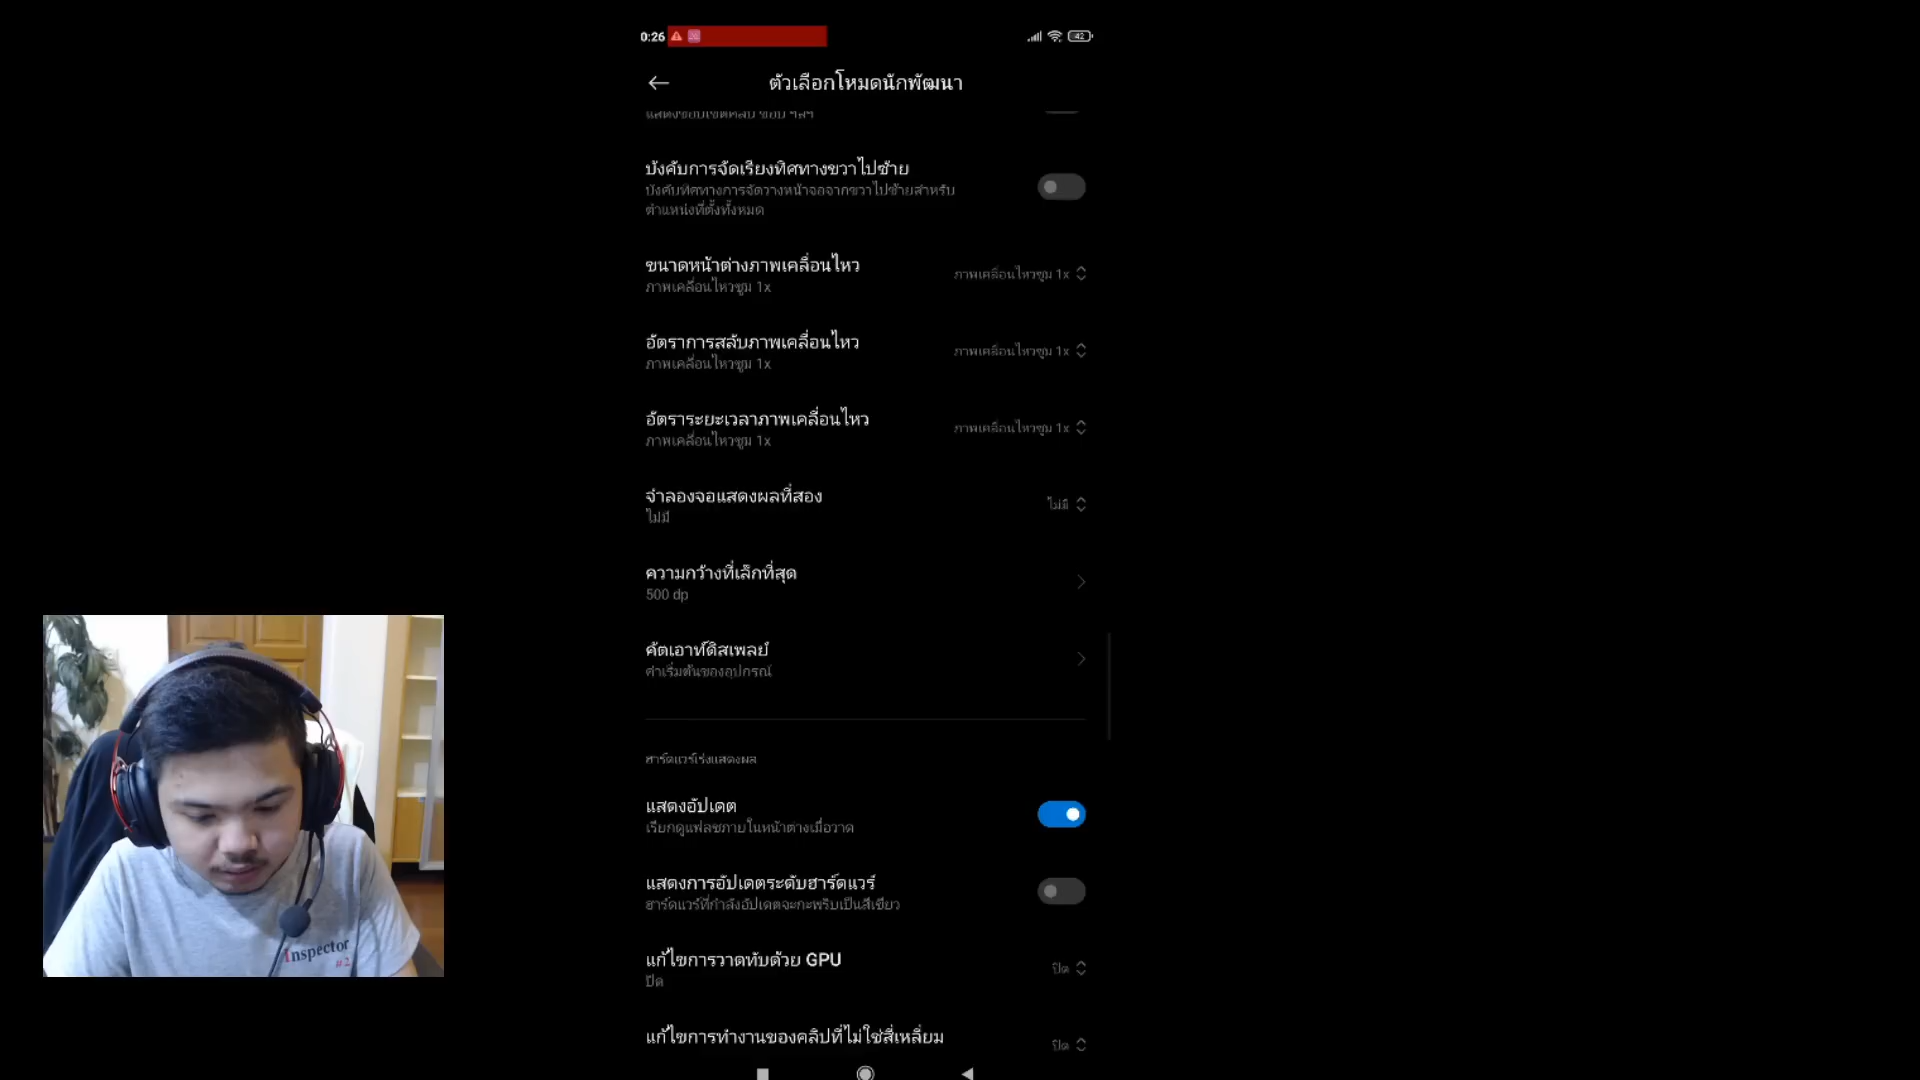 0:26
42
ตัวเลือกโหมดนักพัฒนา
แสดงขอบเขตคลิป ขอบ ฯลฯ
บังคับการจัดเรียงทิศทางขวาไปซ้าย
บังคับทิศทางการจัดวางหน้าจอจากขวาไปซ้ายสำหรับ
ตำแหน่งที่ตั้งทั้งหมด
ขนาดหน้าต่างภาพเคลื่อนไหว
ภาพเคลื่อนไหวซูม 1x
ภาพเคลื่อนไหวซูม 1x
อัตราการสลับภาพเคลื่อนไหว
ภาพเคลื่อนไหวซูม 1x
ภาพเคลื่อนไหวซูม 1x
อัตราระยะเวลาภาพเคลื่อนไหว
ภาพเคลื่อนไหวซูม 1x
ภาพเคลื่อนไหวซูม 1x
จำลองจอแสดงผลที่สอง
ไม่มี
ไม่มี
ความกว้างที่เล็กที่สุด
500 dp
คัตเอาท์ดิสเพลย์
ค่าเริ่มต้นของอุปกรณ์
ฮาร์ดแวร์เร่งแสดงผล
แสดงอัปเดต
เรียกดูแฟลชภายในหน้าต่างเมื่อวาด
แสดงการอัปเดตระดับฮาร์ดแวร์
ฮาร์ดแวร์ที่กำลังอัปเดตจะกะพริบเป็นสีเขียว
แก้ไขการวาดทับด้วย GPU
ปิด
ปิด
แก้ไขการทำงานของคลิปที่ไม่ใช่สี่เหลี่ยม
ปิด
Inspector
#2